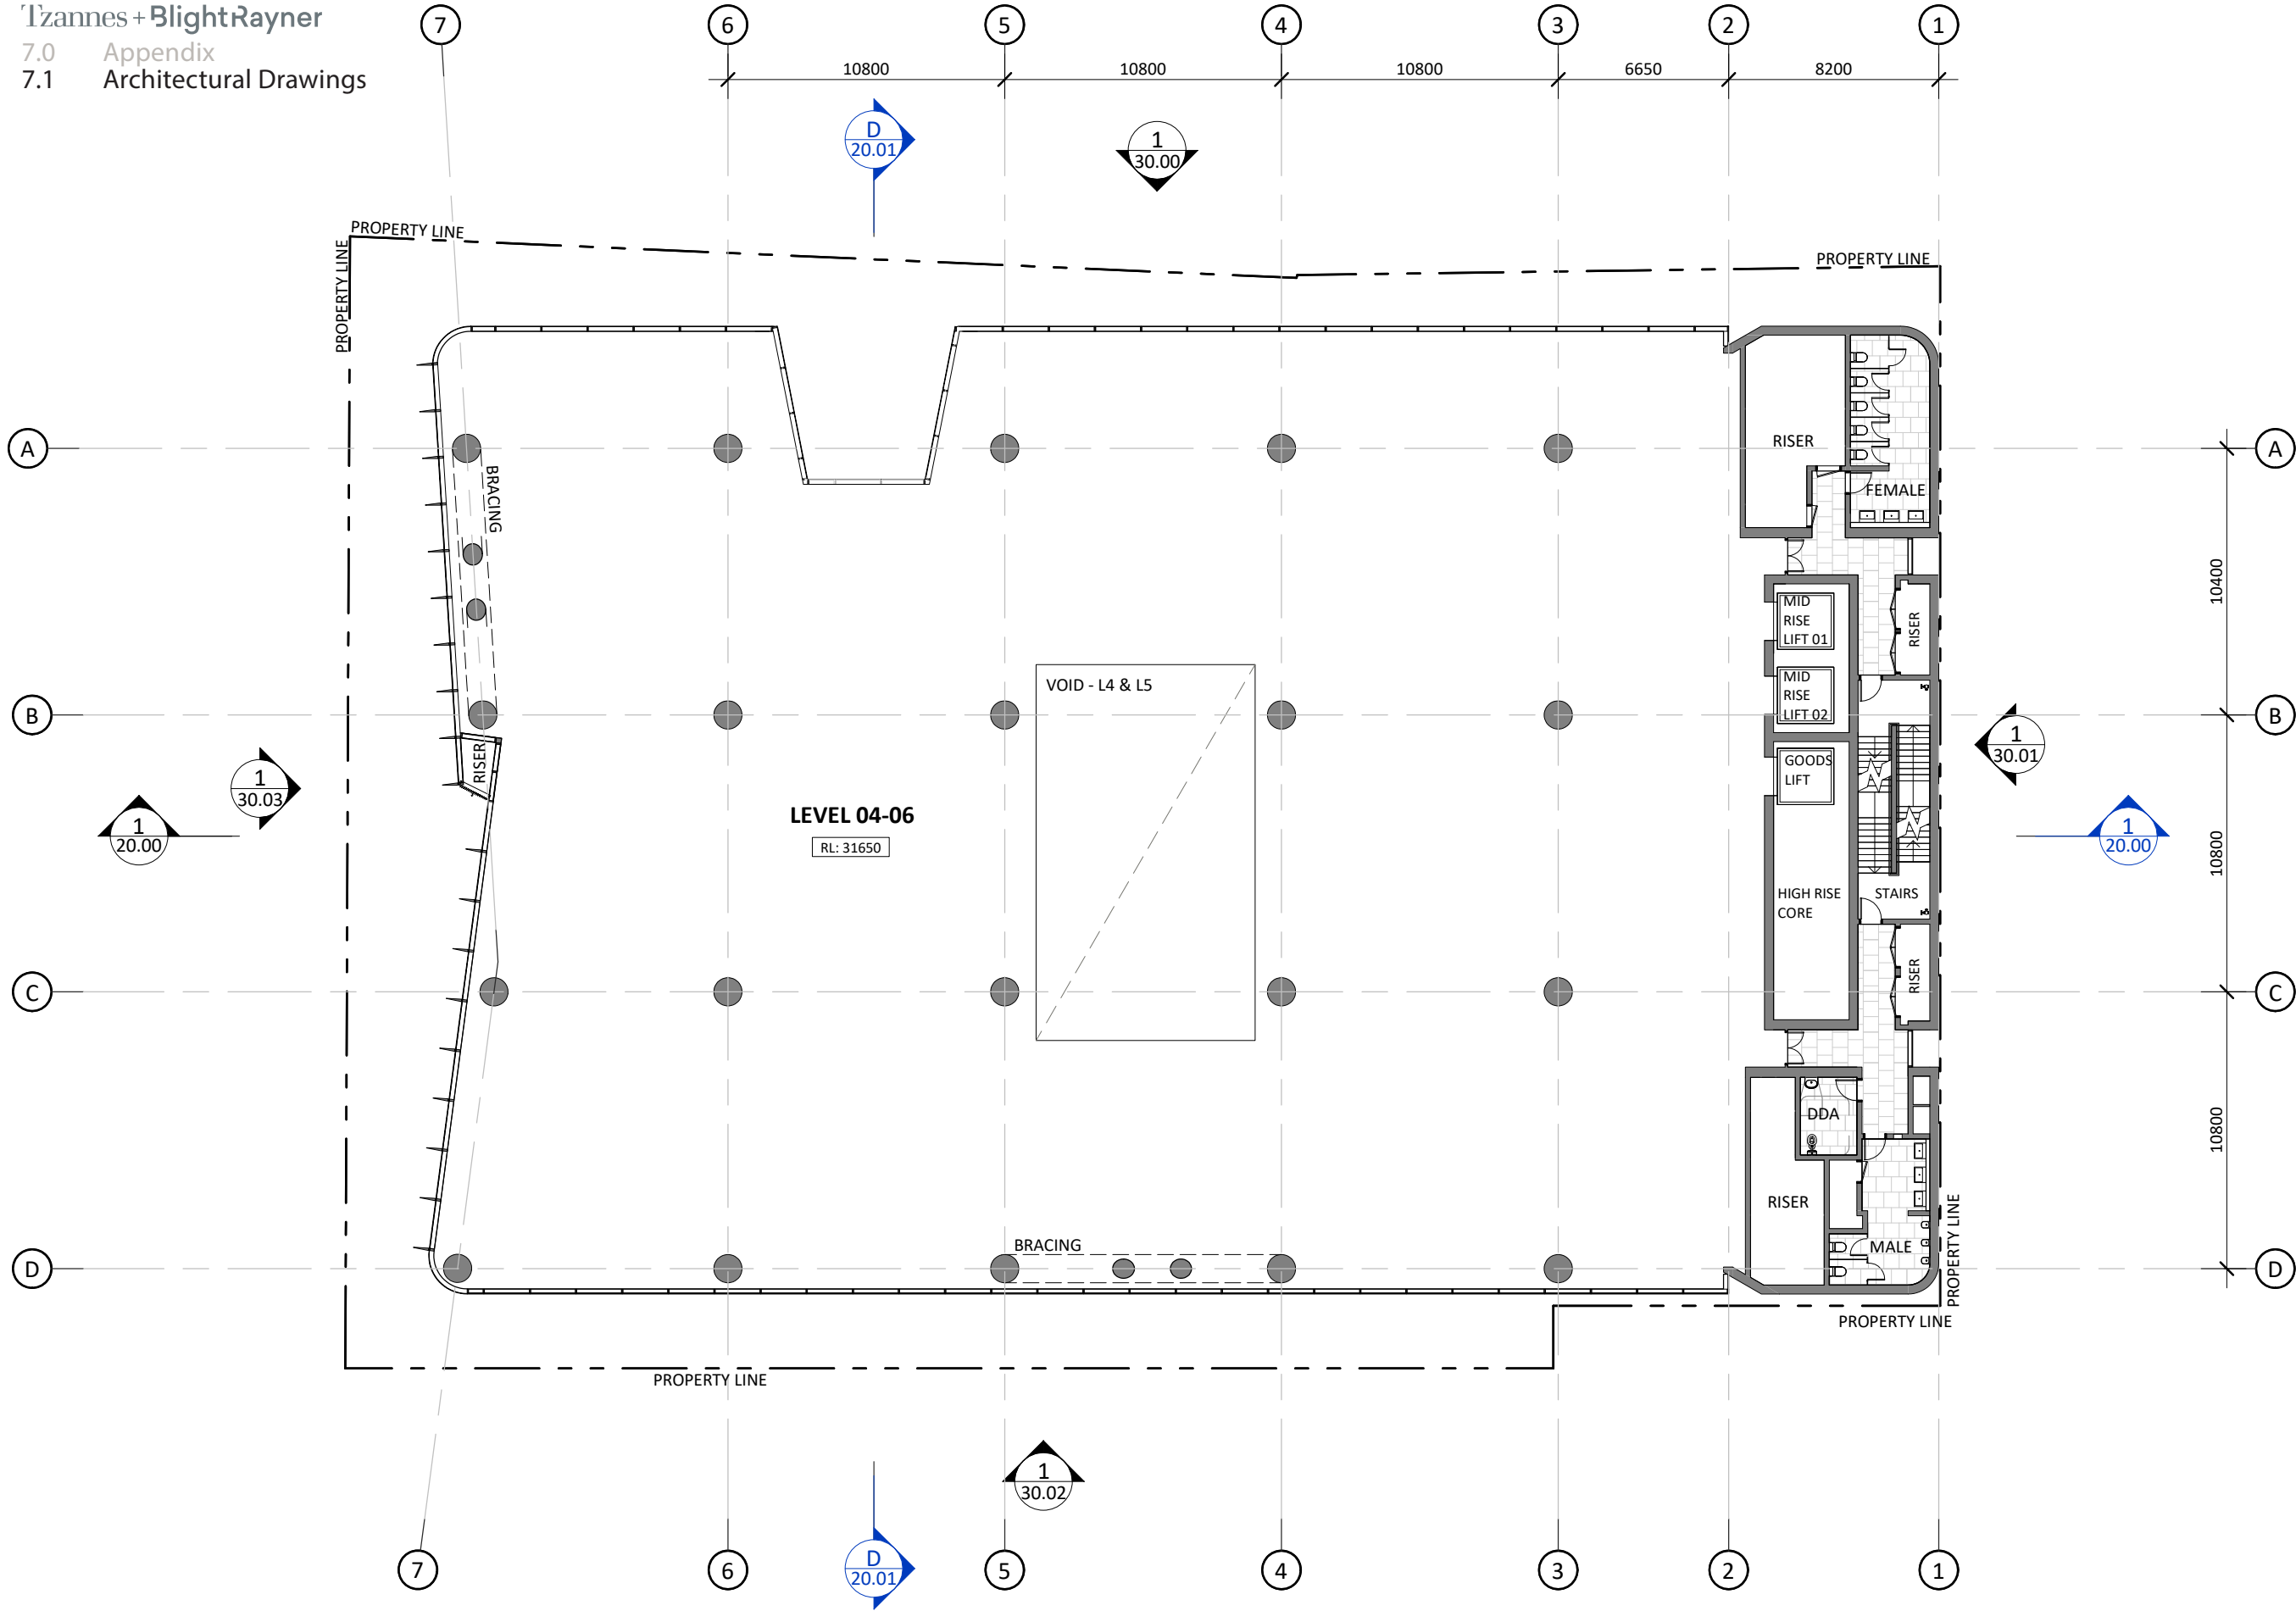 Tzannes + BlightRayner
7.0 Appendix
7.1 Architectural Drawings
7 6 5 4 3 2 1
10800 10800 10800 6650 8200
D
20.01
1
30.00
PROPERTY LINE
PROPERTY LINE
PROPERTY LINE
A
RISER
A
BRACING
FEMALE
10400
MID
RISE
LIFT 01
RISER
VOID - L4 & L5
MID
RISE
LIFT 02
B
B
RISER
1
30.03
1
20.00
LEVEL 04-06
RL: 31650
GOODS
LIFT
1
30.01
1
20.00
10800
HIGH RISE
CORE
STAIRS
RISER
C
C
DDA
10800
RISER
MALE
PROPERTY LINE
BRACING
D
D
PROPERTY LINE
PROPERTY LINE
1
30.02
D
20.01
7 6 5 4 3 2 1